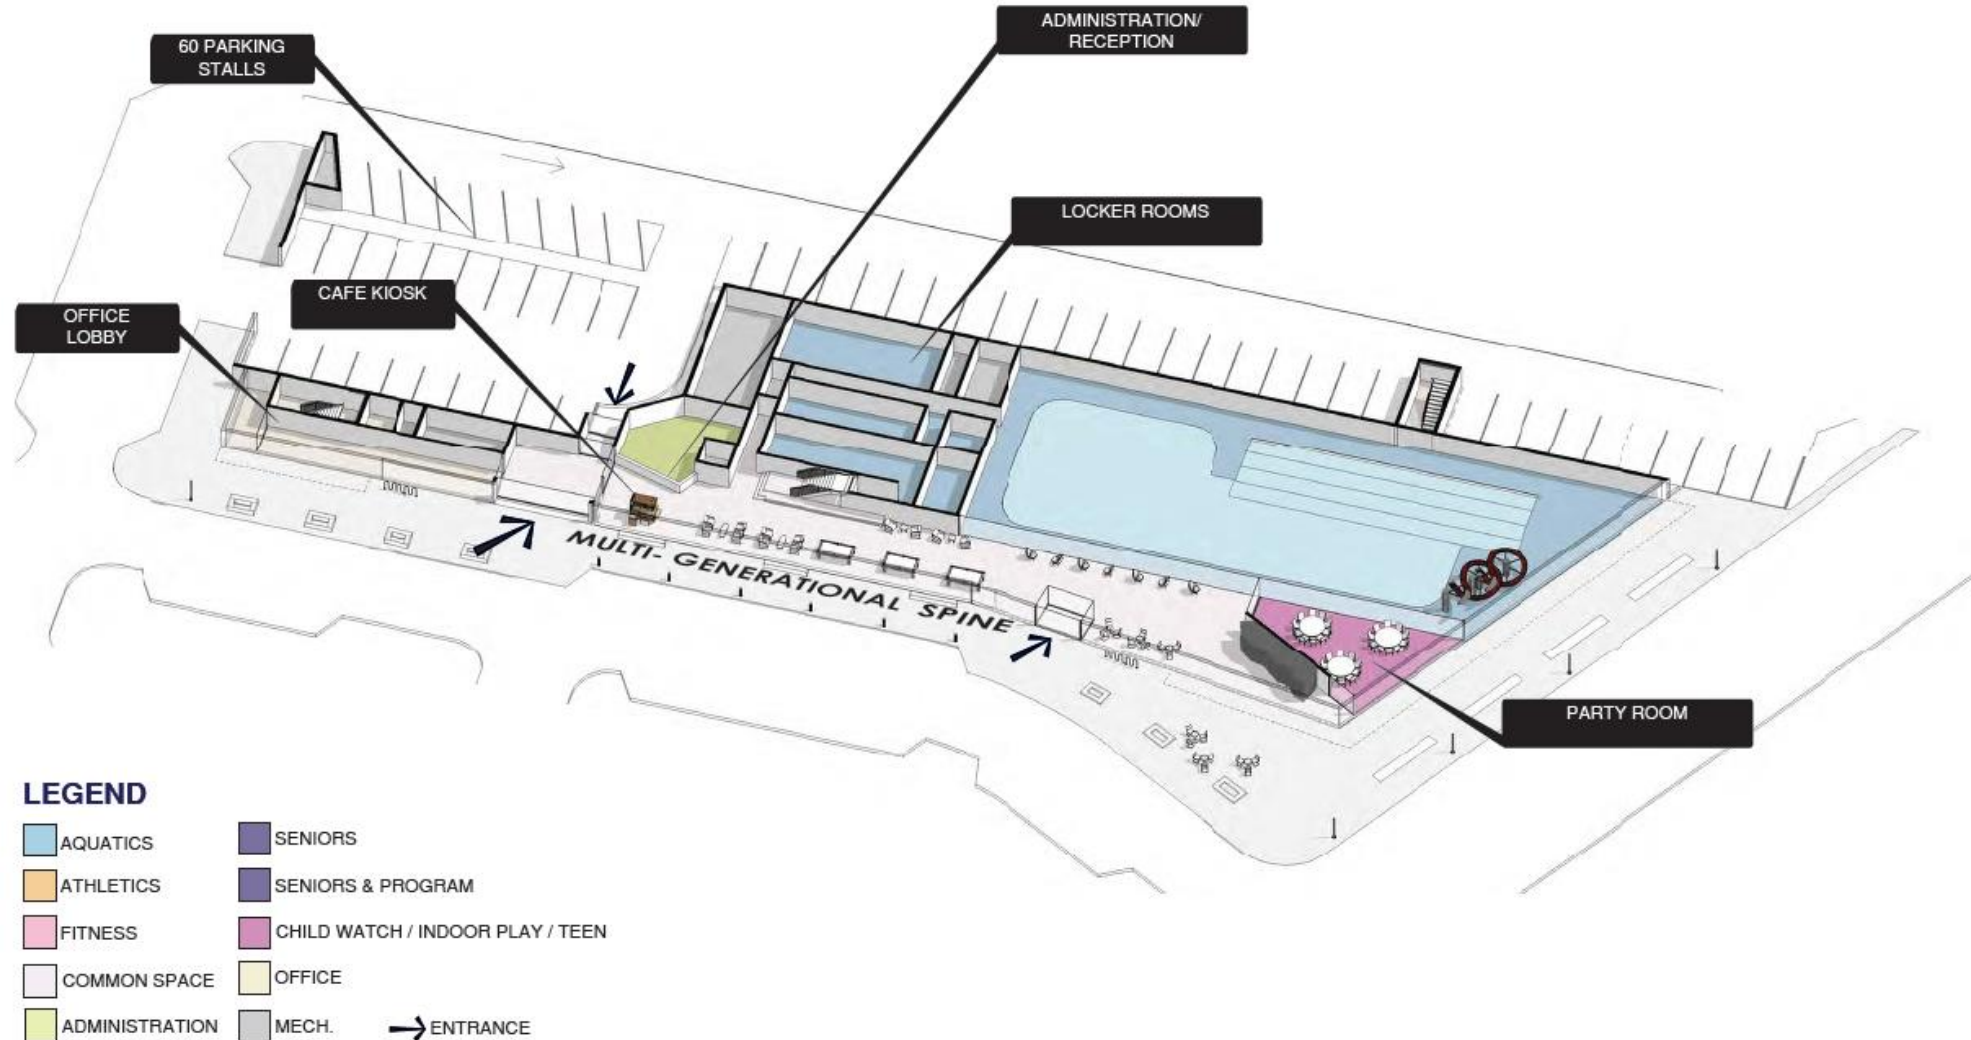 60 PARKING
STALLS
ADMINISTRATION/
RECEPTION
LOCKER ROOMS
CAFE KIOSK
OFFICE
LOBBY
MULTI- GENERATIONAL SPINE
PARTY ROOM
LEGEND
AQUATICS
ATHLETICS
FITNESS
COMMON SPACE
ADMINISTRATION
SENIORS
SENIORS & PROGRAM
CHILD WATCH / INDOOR PLAY / TEEN
OFFICE
MECH.
ENTRANCE